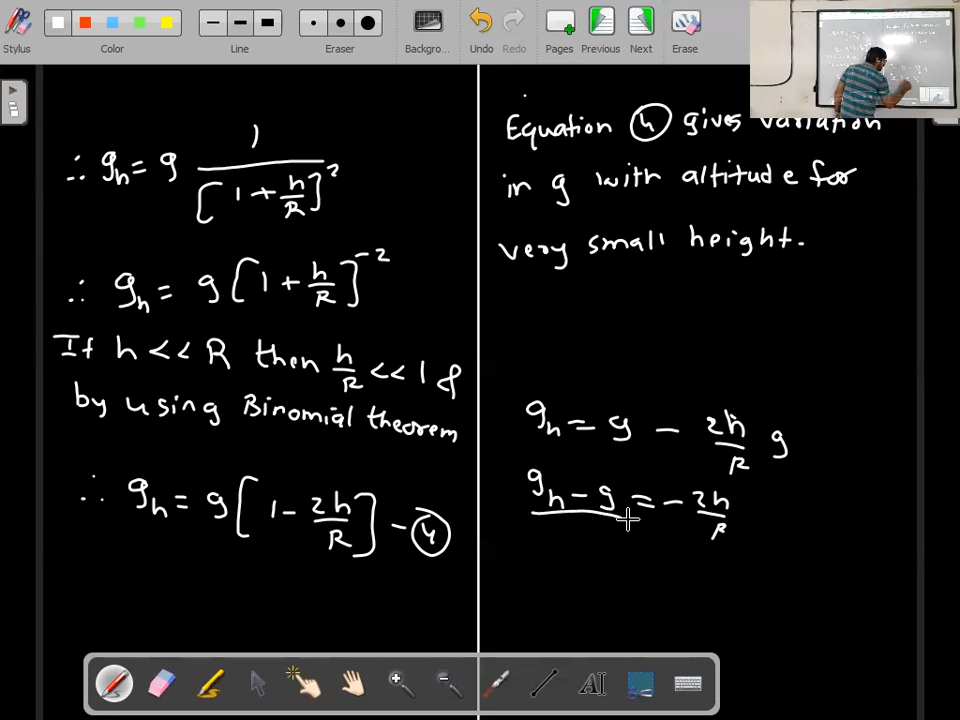 Stylus
Color
Line
Eraser
Backgro...
Undo
Redo
Pages
Previous
Next
Erase
∴ gh = g 1/[1 + h/R]²
∴ gh = g [1 + h/R]⁻²
If h << R then h/R << 1 &
by using Binomial theorem
∴ gh = g [1 - 2h/R] - ④
Equation ④ gives variation
in g with altitude for
very small height.
gh = g - 2h/R g
gh - g = - 2h/R
AI